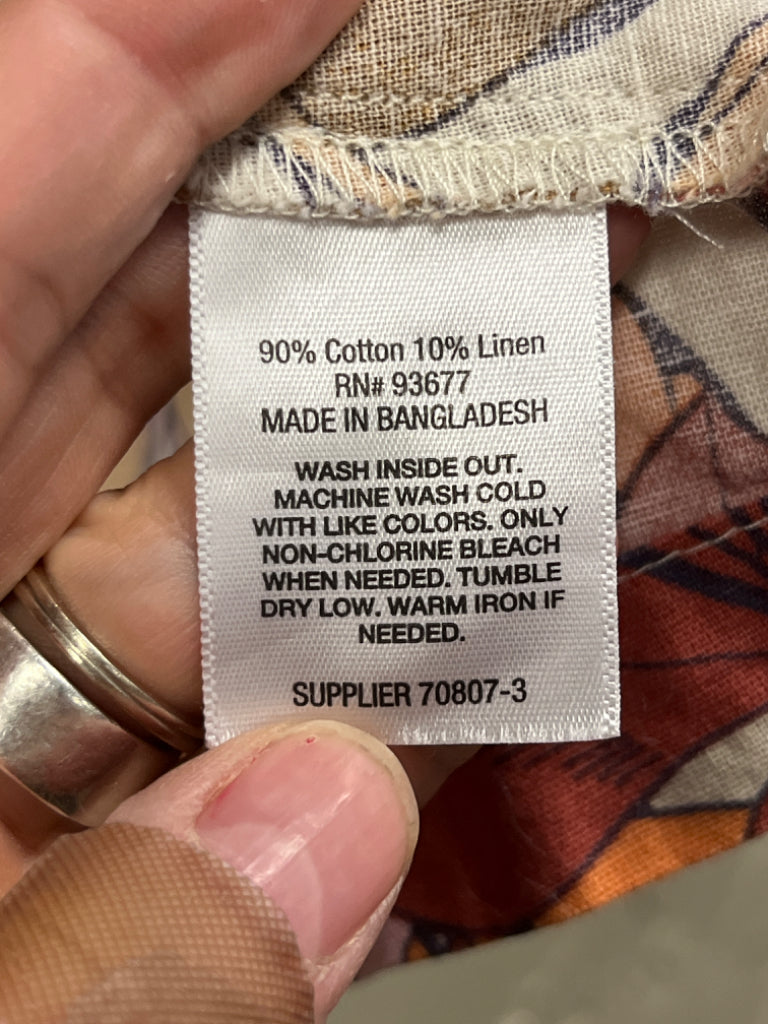 90% Cotton 10% Linen
RN# 93677
MADE IN BANGLADESH
WASH INSIDE OUT.
MACHINE WASH COLD
WITH LIKE COLORS. ONLY
NON-CHLORINE BLEACH
WHEN NEEDED. TUMBLE
DRY LOW. WARM IRON IF
NEEDED.
SUPPLIER 70807-3